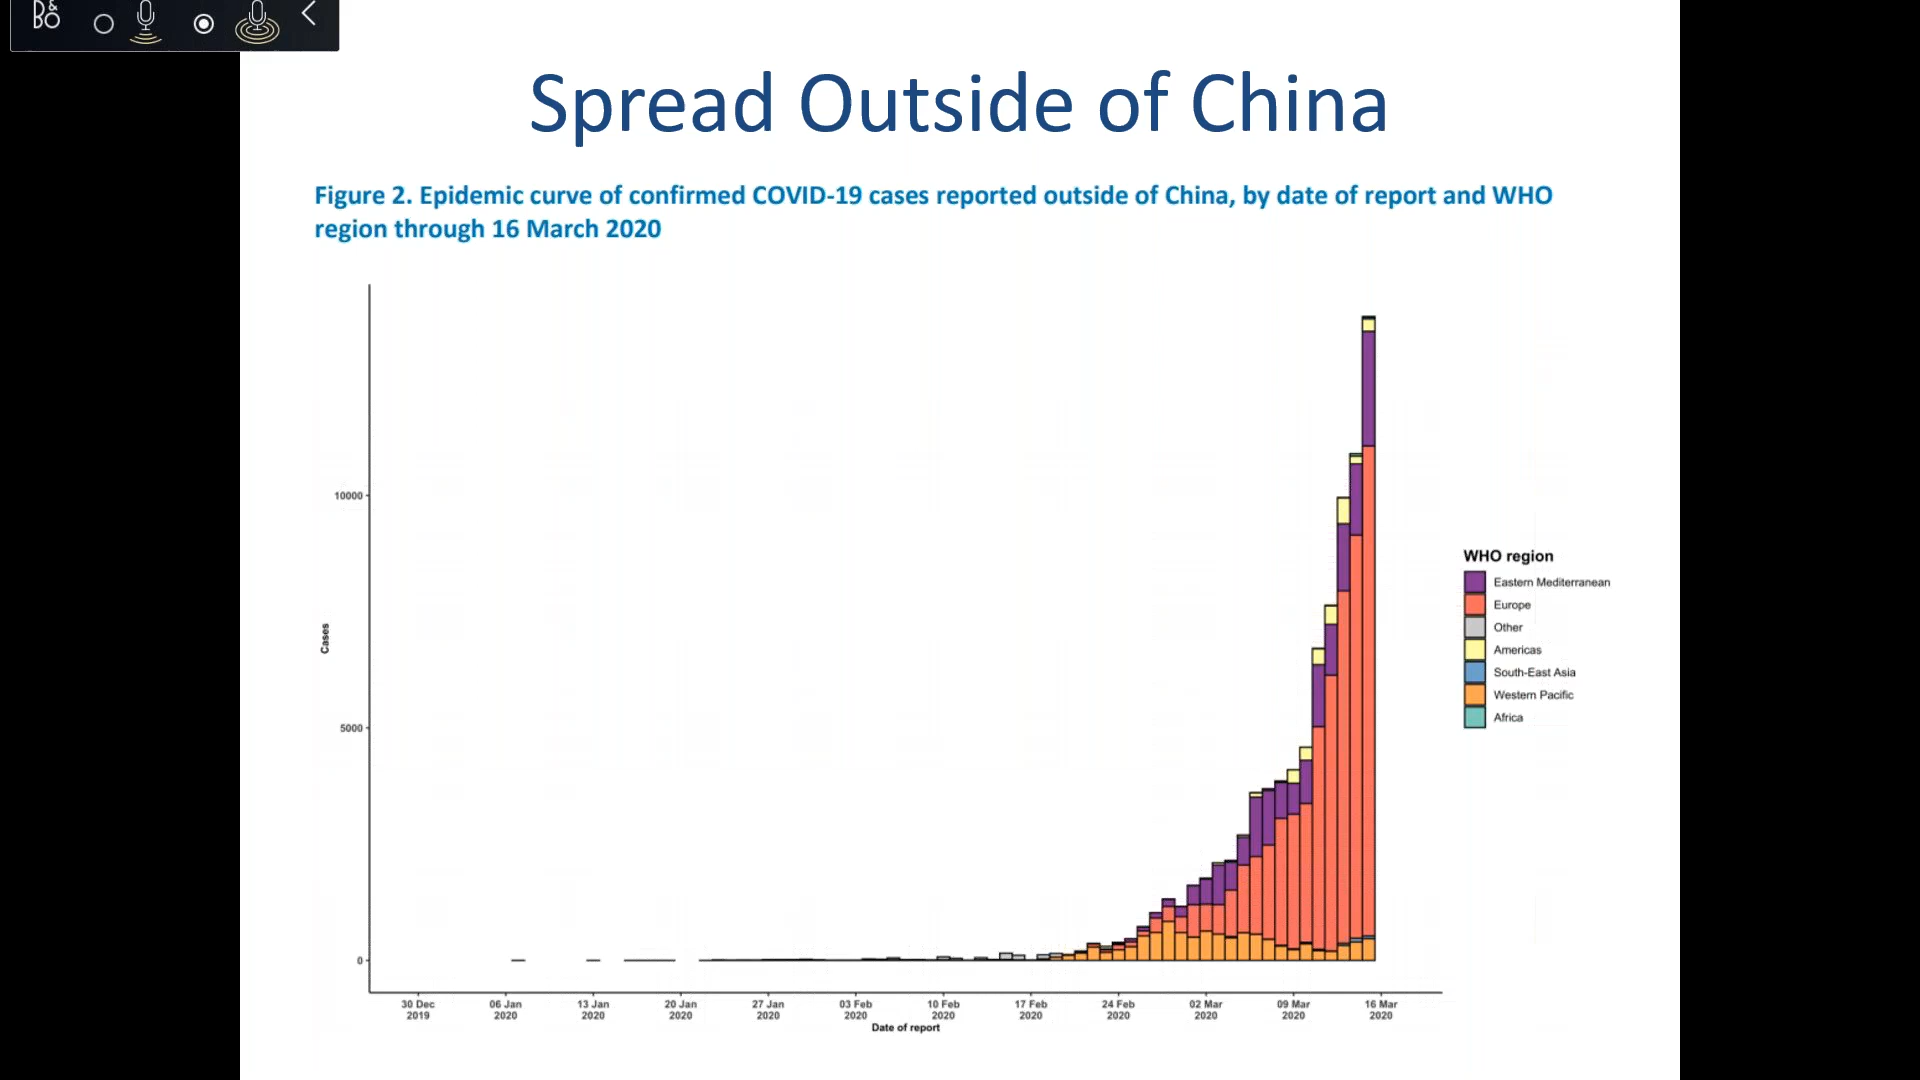 B&O
Spread Outside of China
Figure 2. Epidemic curve of confirmed COVID-19 cases reported outside of China, by date of report and WHO
region through 16 March 2020
10000
5000
0
Cases
30 Dec 2019
06 Jan 2020
13 Jan 2020
20 Jan 2020
27 Jan 2020
03 Feb 2020
10 Feb 2020
17 Feb 2020
24 Feb 2020
02 Mar 2020
09 Mar 2020
16 Mar 2020
Date of report
WHO region
Eastern Mediterranean
Europe
Other
Americas
South-East Asia
Western Pacific
Africa